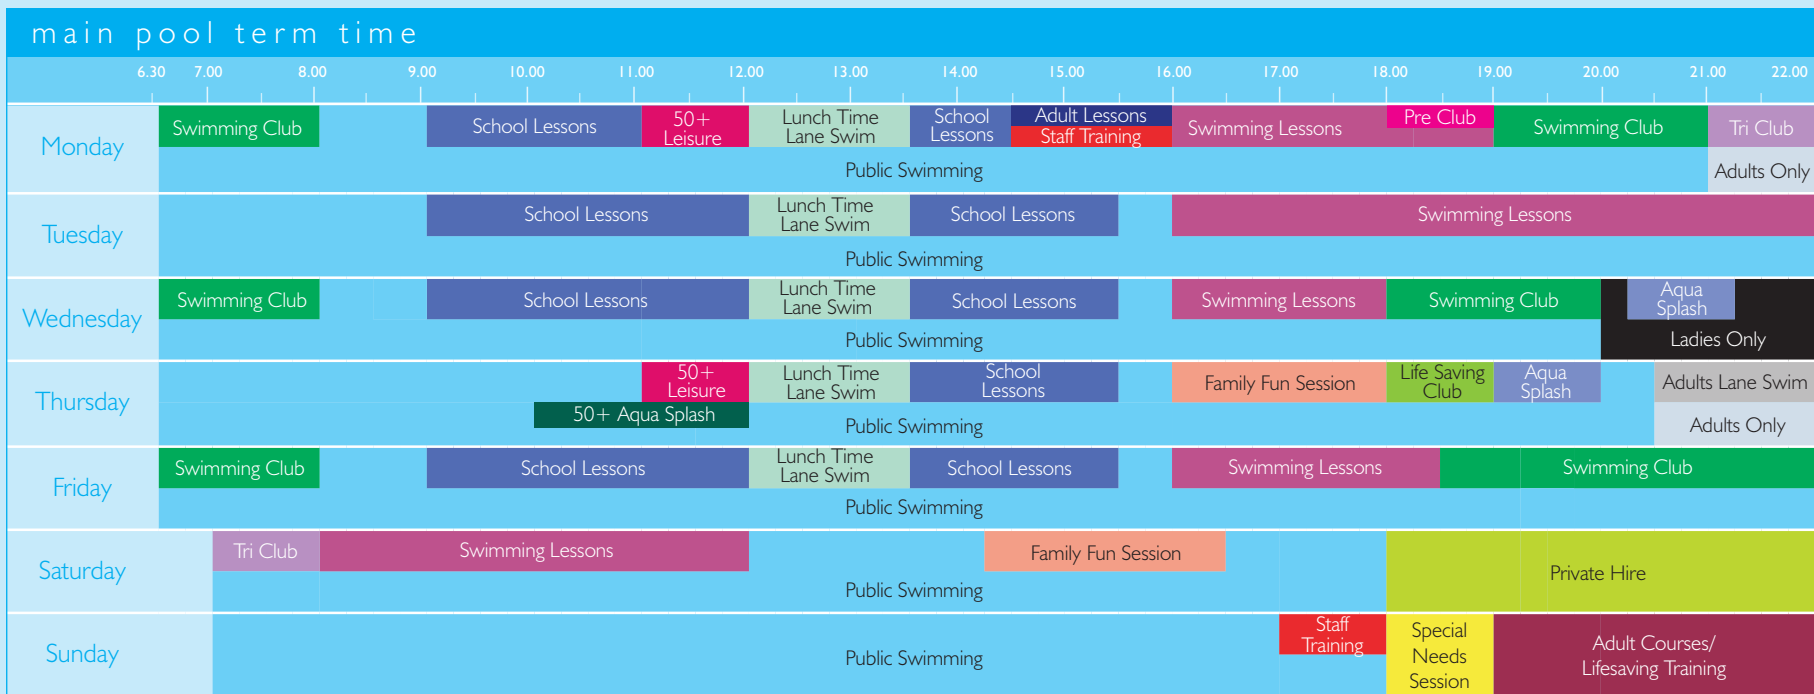 main pool term time
6.30 7.00 8.00 9.00 10.00 11.00 12.00 13.00 14.00 15.00 16.00 17.00 18.00 19.00 20.00 21.00 22.00
Monday
Swimming Club
School Lessons
50+
Leisure
Lunch Time
Lane Swim
School
Lessons
Adult Lessons
Staff Training
Swimming Lessons
Pre Club
Swimming Club
Tri Club
Public Swimming
Adults Only
Tuesday
School Lessons
Lunch Time
Lane Swim
School Lessons
Swimming Lessons
Public Swimming
Wednesday
Swimming Club
School Lessons
Lunch Time
Lane Swim
School Lessons
Swimming Lessons
Swimming Club
Aqua
Splash
Public Swimming
Ladies Only
Thursday
50+
Leisure
Lunch Time
Lane Swim
School
Lessons
Family Fun Session
Life Saving
Club
Aqua
Splash
Adults Lane Swim
50+ Aqua Splash
Public Swimming
Adults Only
Friday
Swimming Club
School Lessons
Lunch Time
Lane Swim
School Lessons
Swimming Lessons
Swimming Club
Public Swimming
Saturday
Tri Club
Swimming Lessons
Family Fun Session
Private Hire
Public Swimming
Sunday
Public Swimming
Staff
Training
Special
Needs
Session
Adult Courses/
Lifesaving Training